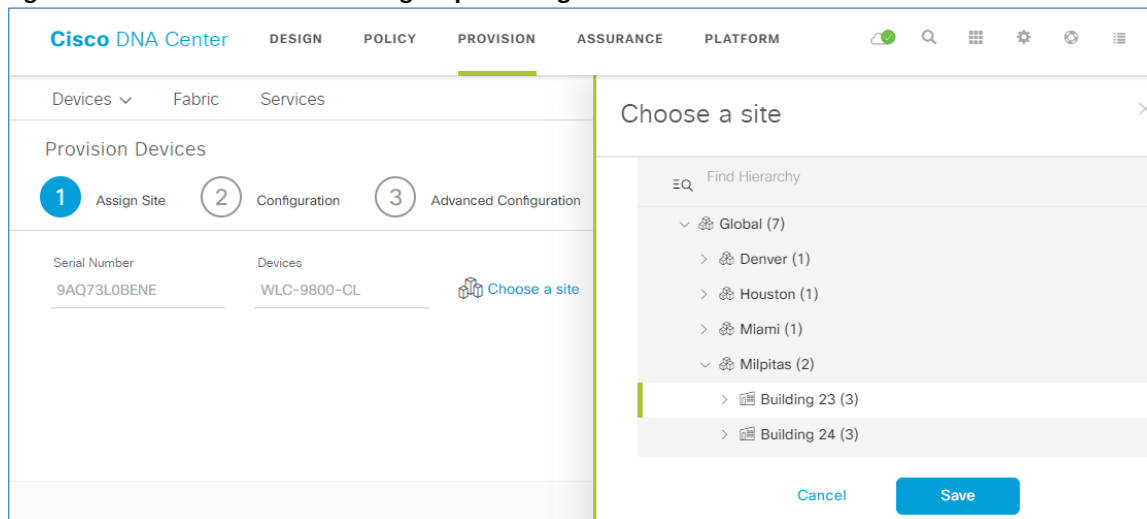 Cisco DNA Center DESIGN POLICY PROVISION ASSURANCE PLATFORM
Devices Fabric Services
Provision Devices
1 Assign Site 2 Configuration 3 Advanced Configuration
Serial Number Devices
9AQ73L0BENE WLC-9800-CL Choose a site
Choose a site
Find Hierarchy
Global (7)
Denver (1)
Houston (1)
Miami (1)
Milpitas (2)
Building 23 (3)
Building 24 (3)
Cancel Save